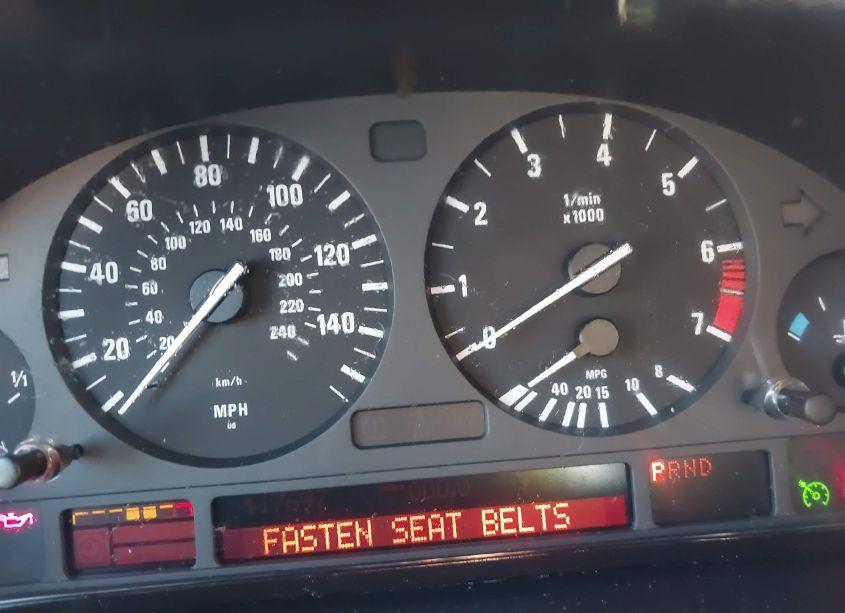 20 40 60 80 100 120 140
20 40 60 80 100 120 140 160 180 200 220 240
km/h
MPH
0 1 2 3 4 5 6 7
1/min
x1000
MPG
40 20 15 10 8
1/1
PRND
FASTEN SEAT BELTS